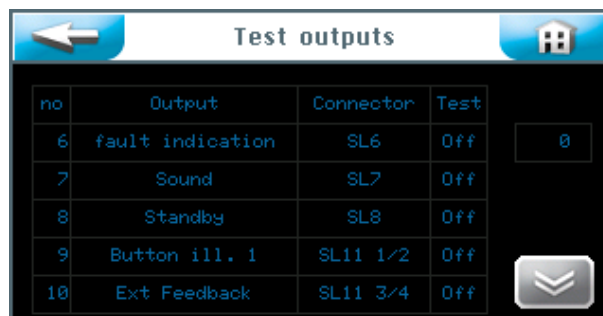 Test outputs
no Output Connector Test
6 fault indication SL6 Off 0
7 Sound SL7 Off
8 Standby SL8 Off
9 Button ill. 1 SL11 1/2 Off
10 Ext Feedback SL11 3/4 Off